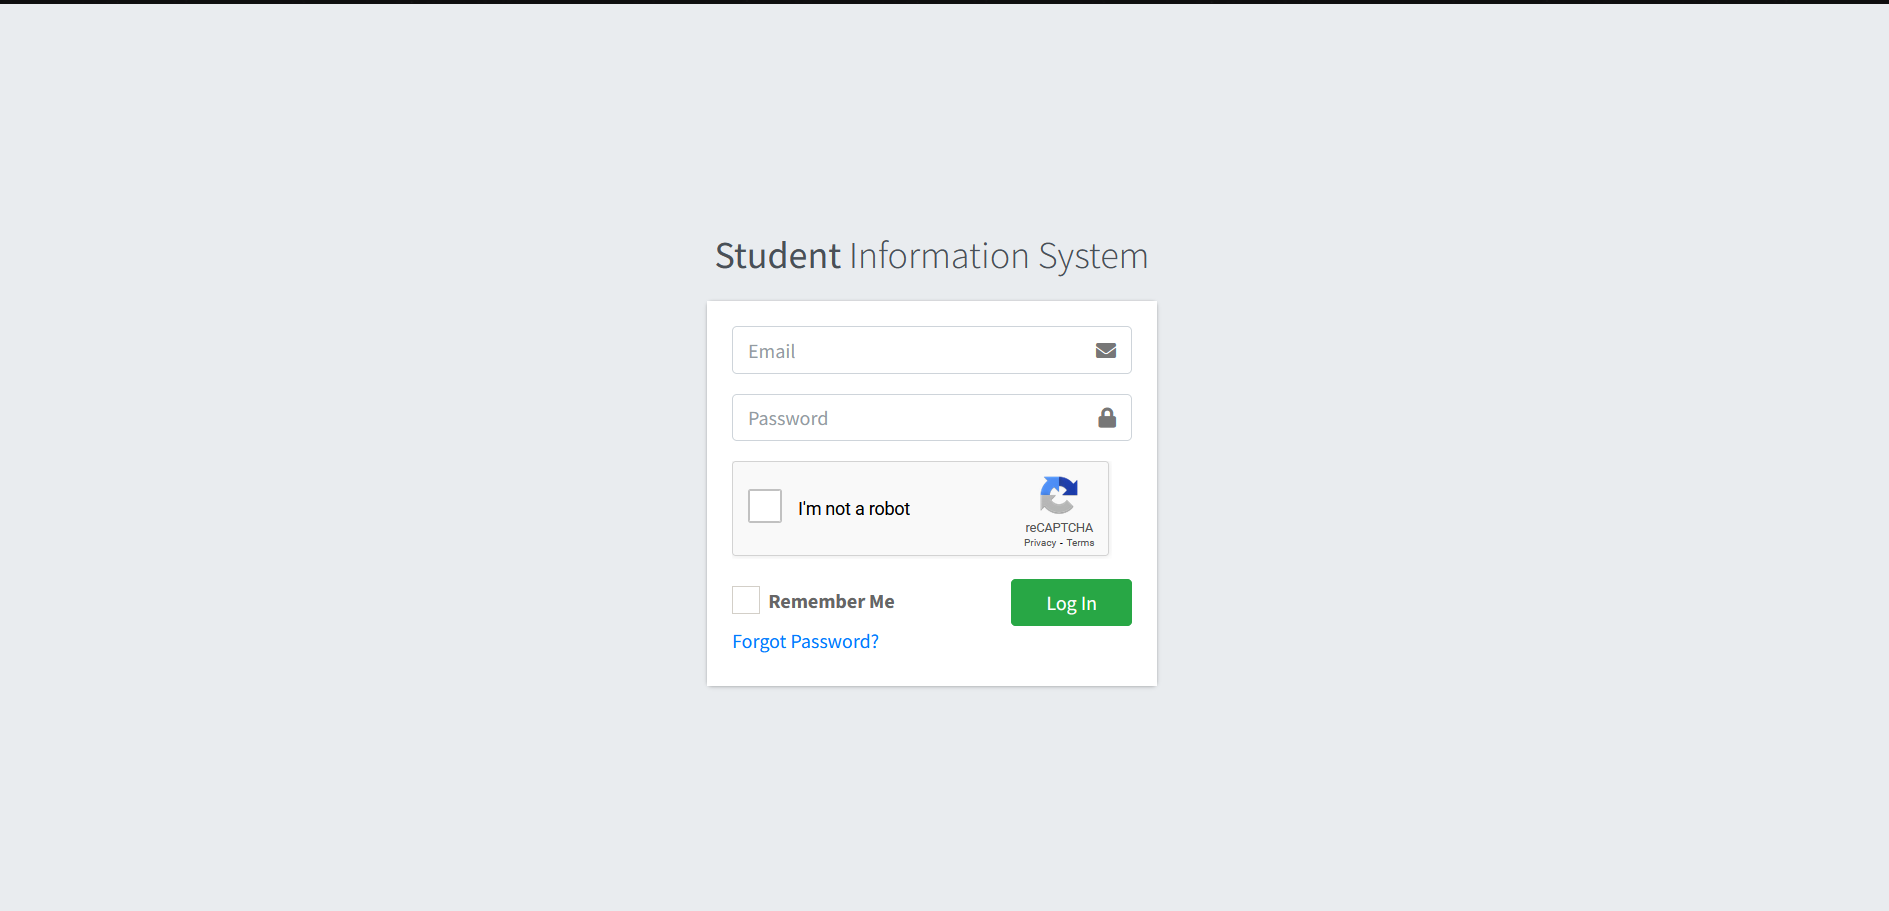 Student Information System
Email
Password
I'm not a robot
reCAPTCHA
Privacy - Terms
Remember Me
Log In
Forgot Password?